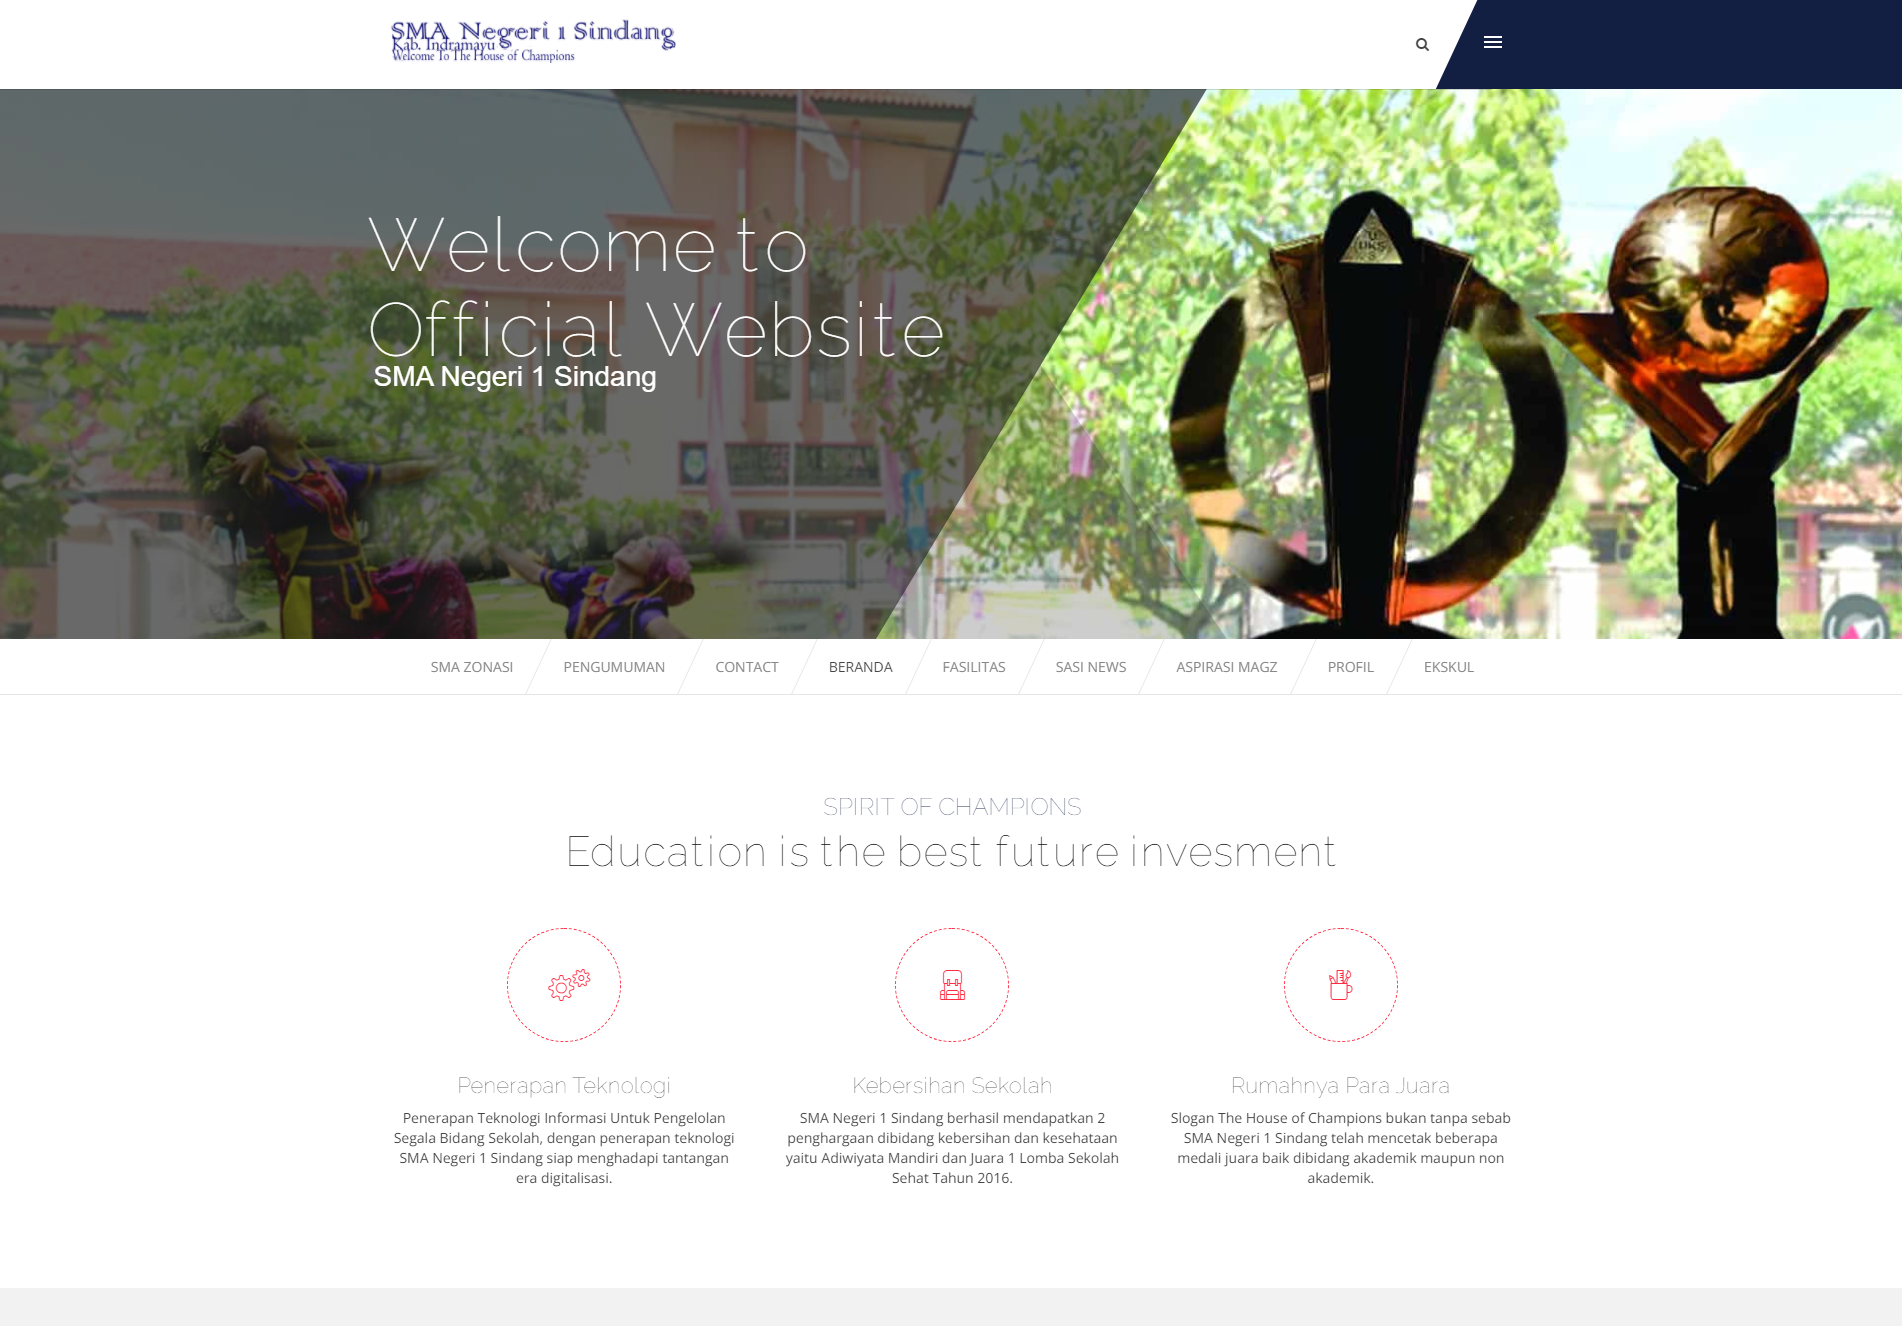 SMA Negeri 1 Sindang
Kab. Indramayu
Welcome To The House of Champions
Welcome to
Official Website
SMA Negeri 1 Sindang
UKS
SMA ZONASI
PENGUMUMAN
CONTACT
BERANDA
FASILITAS
SASI NEWS
ASPIRASI MAGZ
PROFIL
EKSKUL
SPIRIT OF CHAMPIONS
Education is the best future invesment
Penerapan Teknologi
Penerapan Teknologi Informasi Untuk Pengelolan
Segala Bidang Sekolah, dengan penerapan teknologi
SMA Negeri 1 Sindang siap menghadapi tantangan
era digitalisasi.
Kebersihan Sekolah
SMA Negeri 1 Sindang berhasil mendapatkan 2
penghargaan dibidang kebersihan dan kesehataan
yaitu Adiwiyata Mandiri dan Juara 1 Lomba Sekolah
Sehat Tahun 2016.
Rumahnya Para Juara
Slogan The House of Champions bukan tanpa sebab
SMA Negeri 1 Sindang telah mencetak beberapa
medali juara baik dibidang akademik maupun non
akademik.